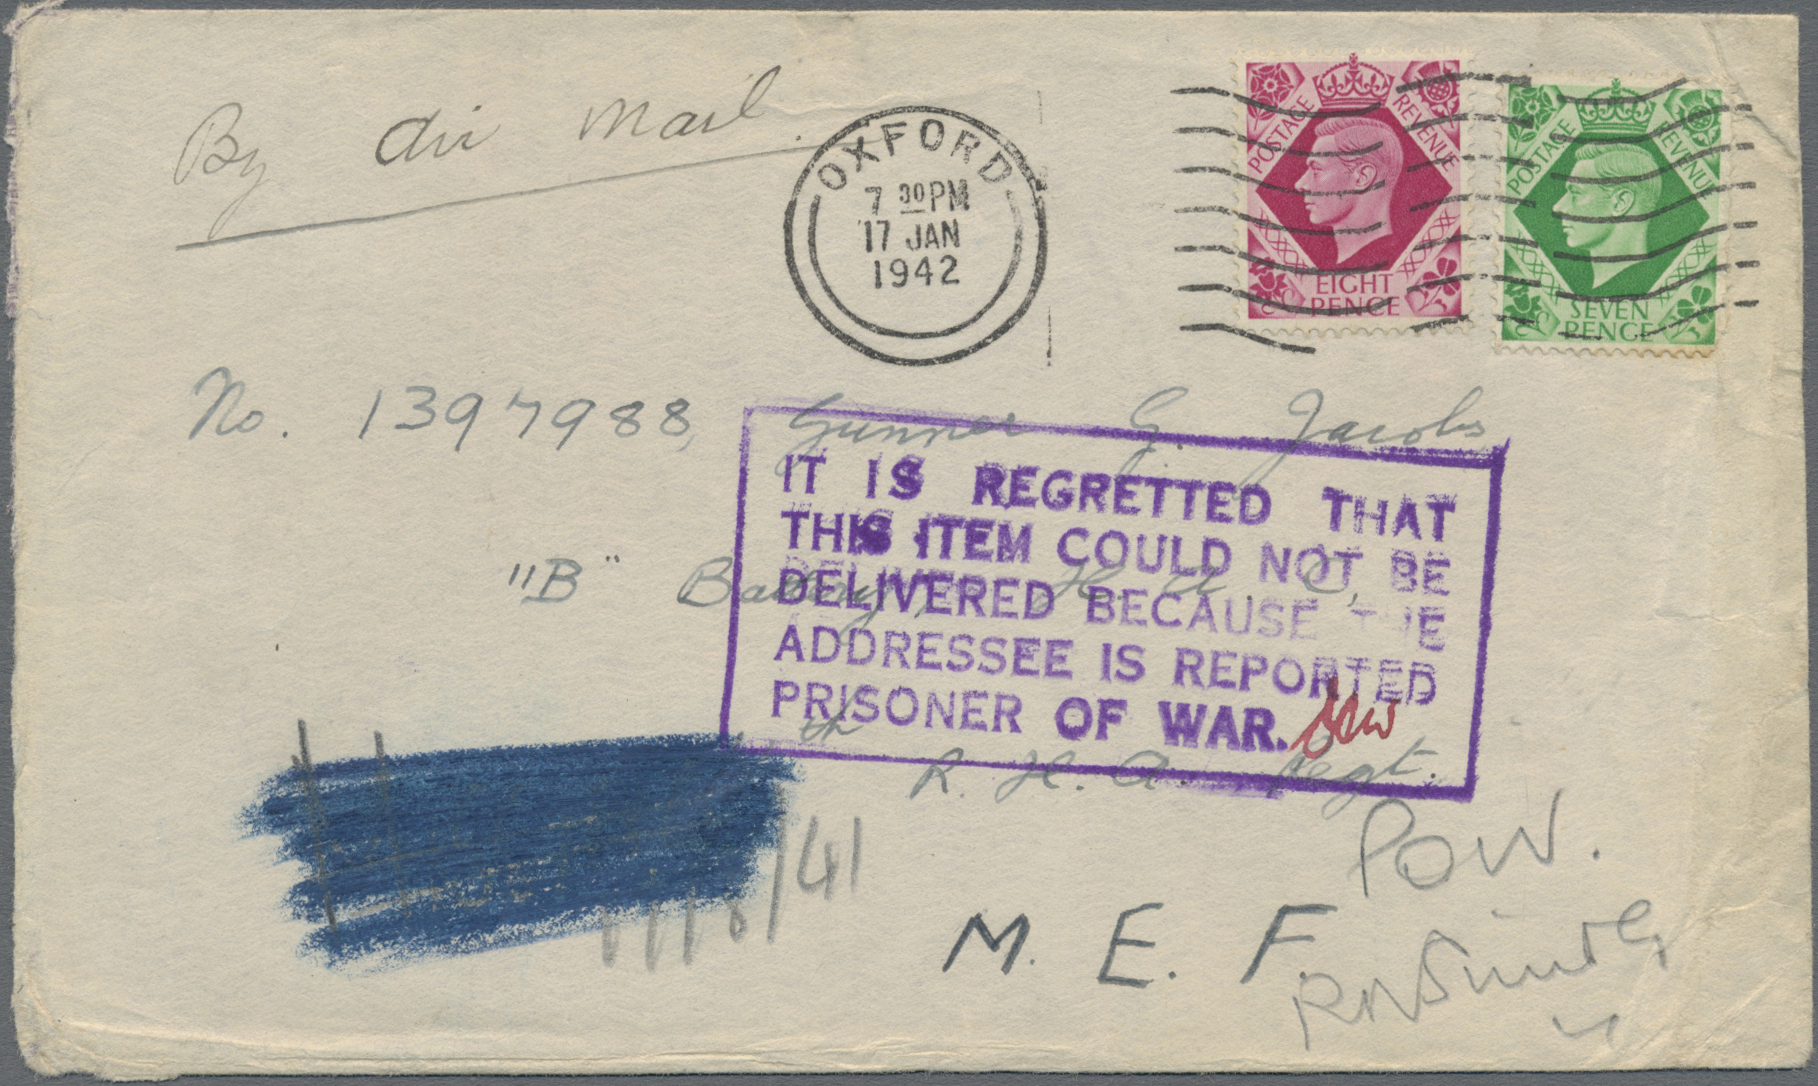 By Air Mail.
OXFORD
7 30 PM
17 JAN
1942
POSTAGE REVENUE
EIGHT
PENCE
POSTAGE REVENUE
SEVEN
PENCE
No. 1397988, Gunner G. Jacobs
IT IS REGRETTED THAT
THIS ITEM COULD NOT BE
DELIVERED BECAUSE THE
ADDRESSEE IS REPORTED
PRISONER OF WAR.
"B" Battery, H. A. C,
th
R. H. A. Regt.
/41
POW.
M. E. F.